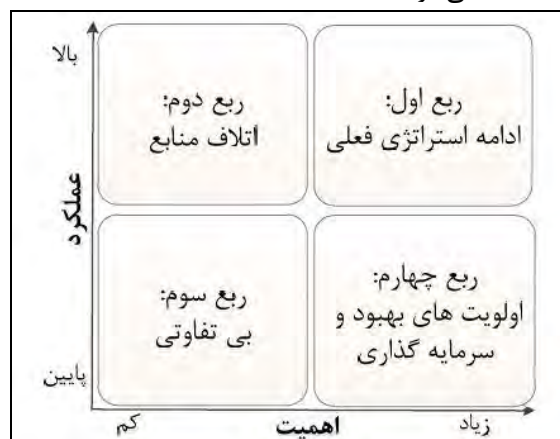 بالا
ربع اول:
ادامه استراتژی فعلی
ربع دوم:
اتلاف منابع
عملکرد
ربع چهارم:
اولویت های بهبود و
سرمایه گذاری
ربع سوم:
بی تفاوتی
پایین
زیاد
اهمیت
کم